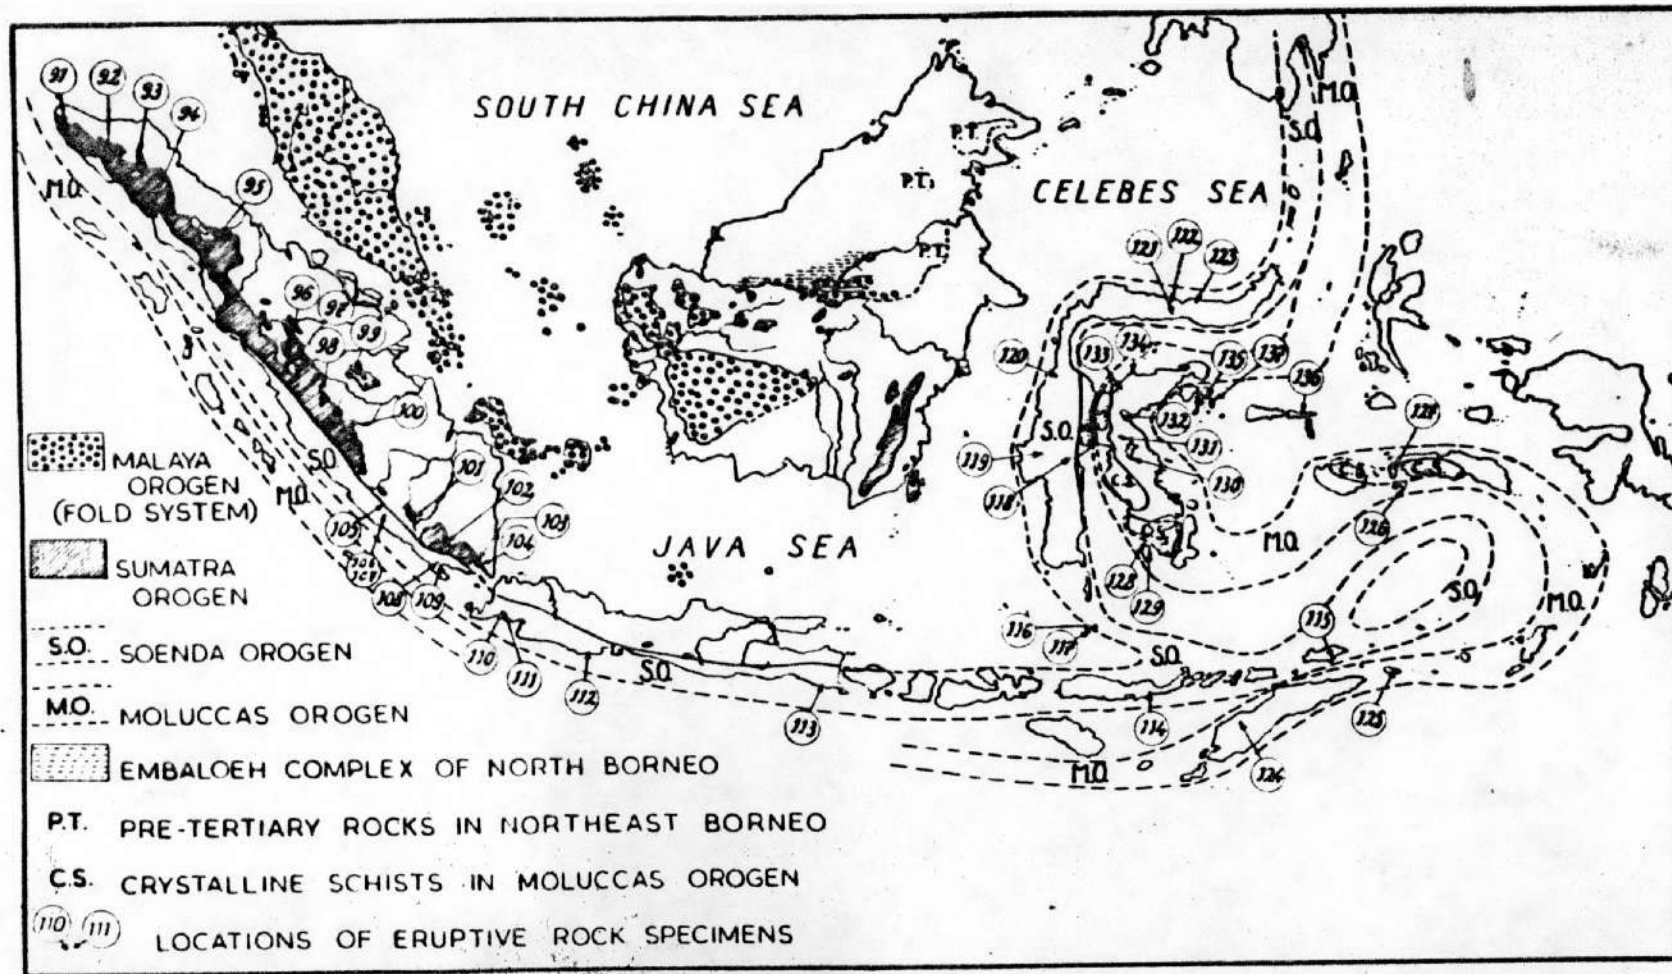 91
92
93
94
SOUTH CHINA SEA
M.O.
S.O.
P.T.
P.T.
M.O.
95
CELEBES SEA
121
122
123
P.T.
96
97
98
99
100
120
133
134
135
137
136
132
131
130
127
119
118
S.O.
C.S.
C.S.
C.S.
S.O.
M.O.
101
102
103
104
105
126
M.O.
JAVA SEA
108
109
128
129
S.O.
M.O.
115
116
117
S.O.
110
111
112
S.O.
113
114
125
M.O.
124
MALAYA
OROGEN
(FOLD SYSTEM)
SUMATRA
OROGEN
S.O. SOENDA OROGEN
M.O. MOLUCCAS OROGEN
EMBALOEH COMPLEX OF NORTH BORNEO
P.T. PRE-TERTIARY ROCKS IN NORTHEAST BORNEO
C.S. CRYSTALLINE SCHISTS IN MOLUCCAS OROGEN
110 111 LOCATIONS OF ERUPTIVE ROCK SPECIMENS